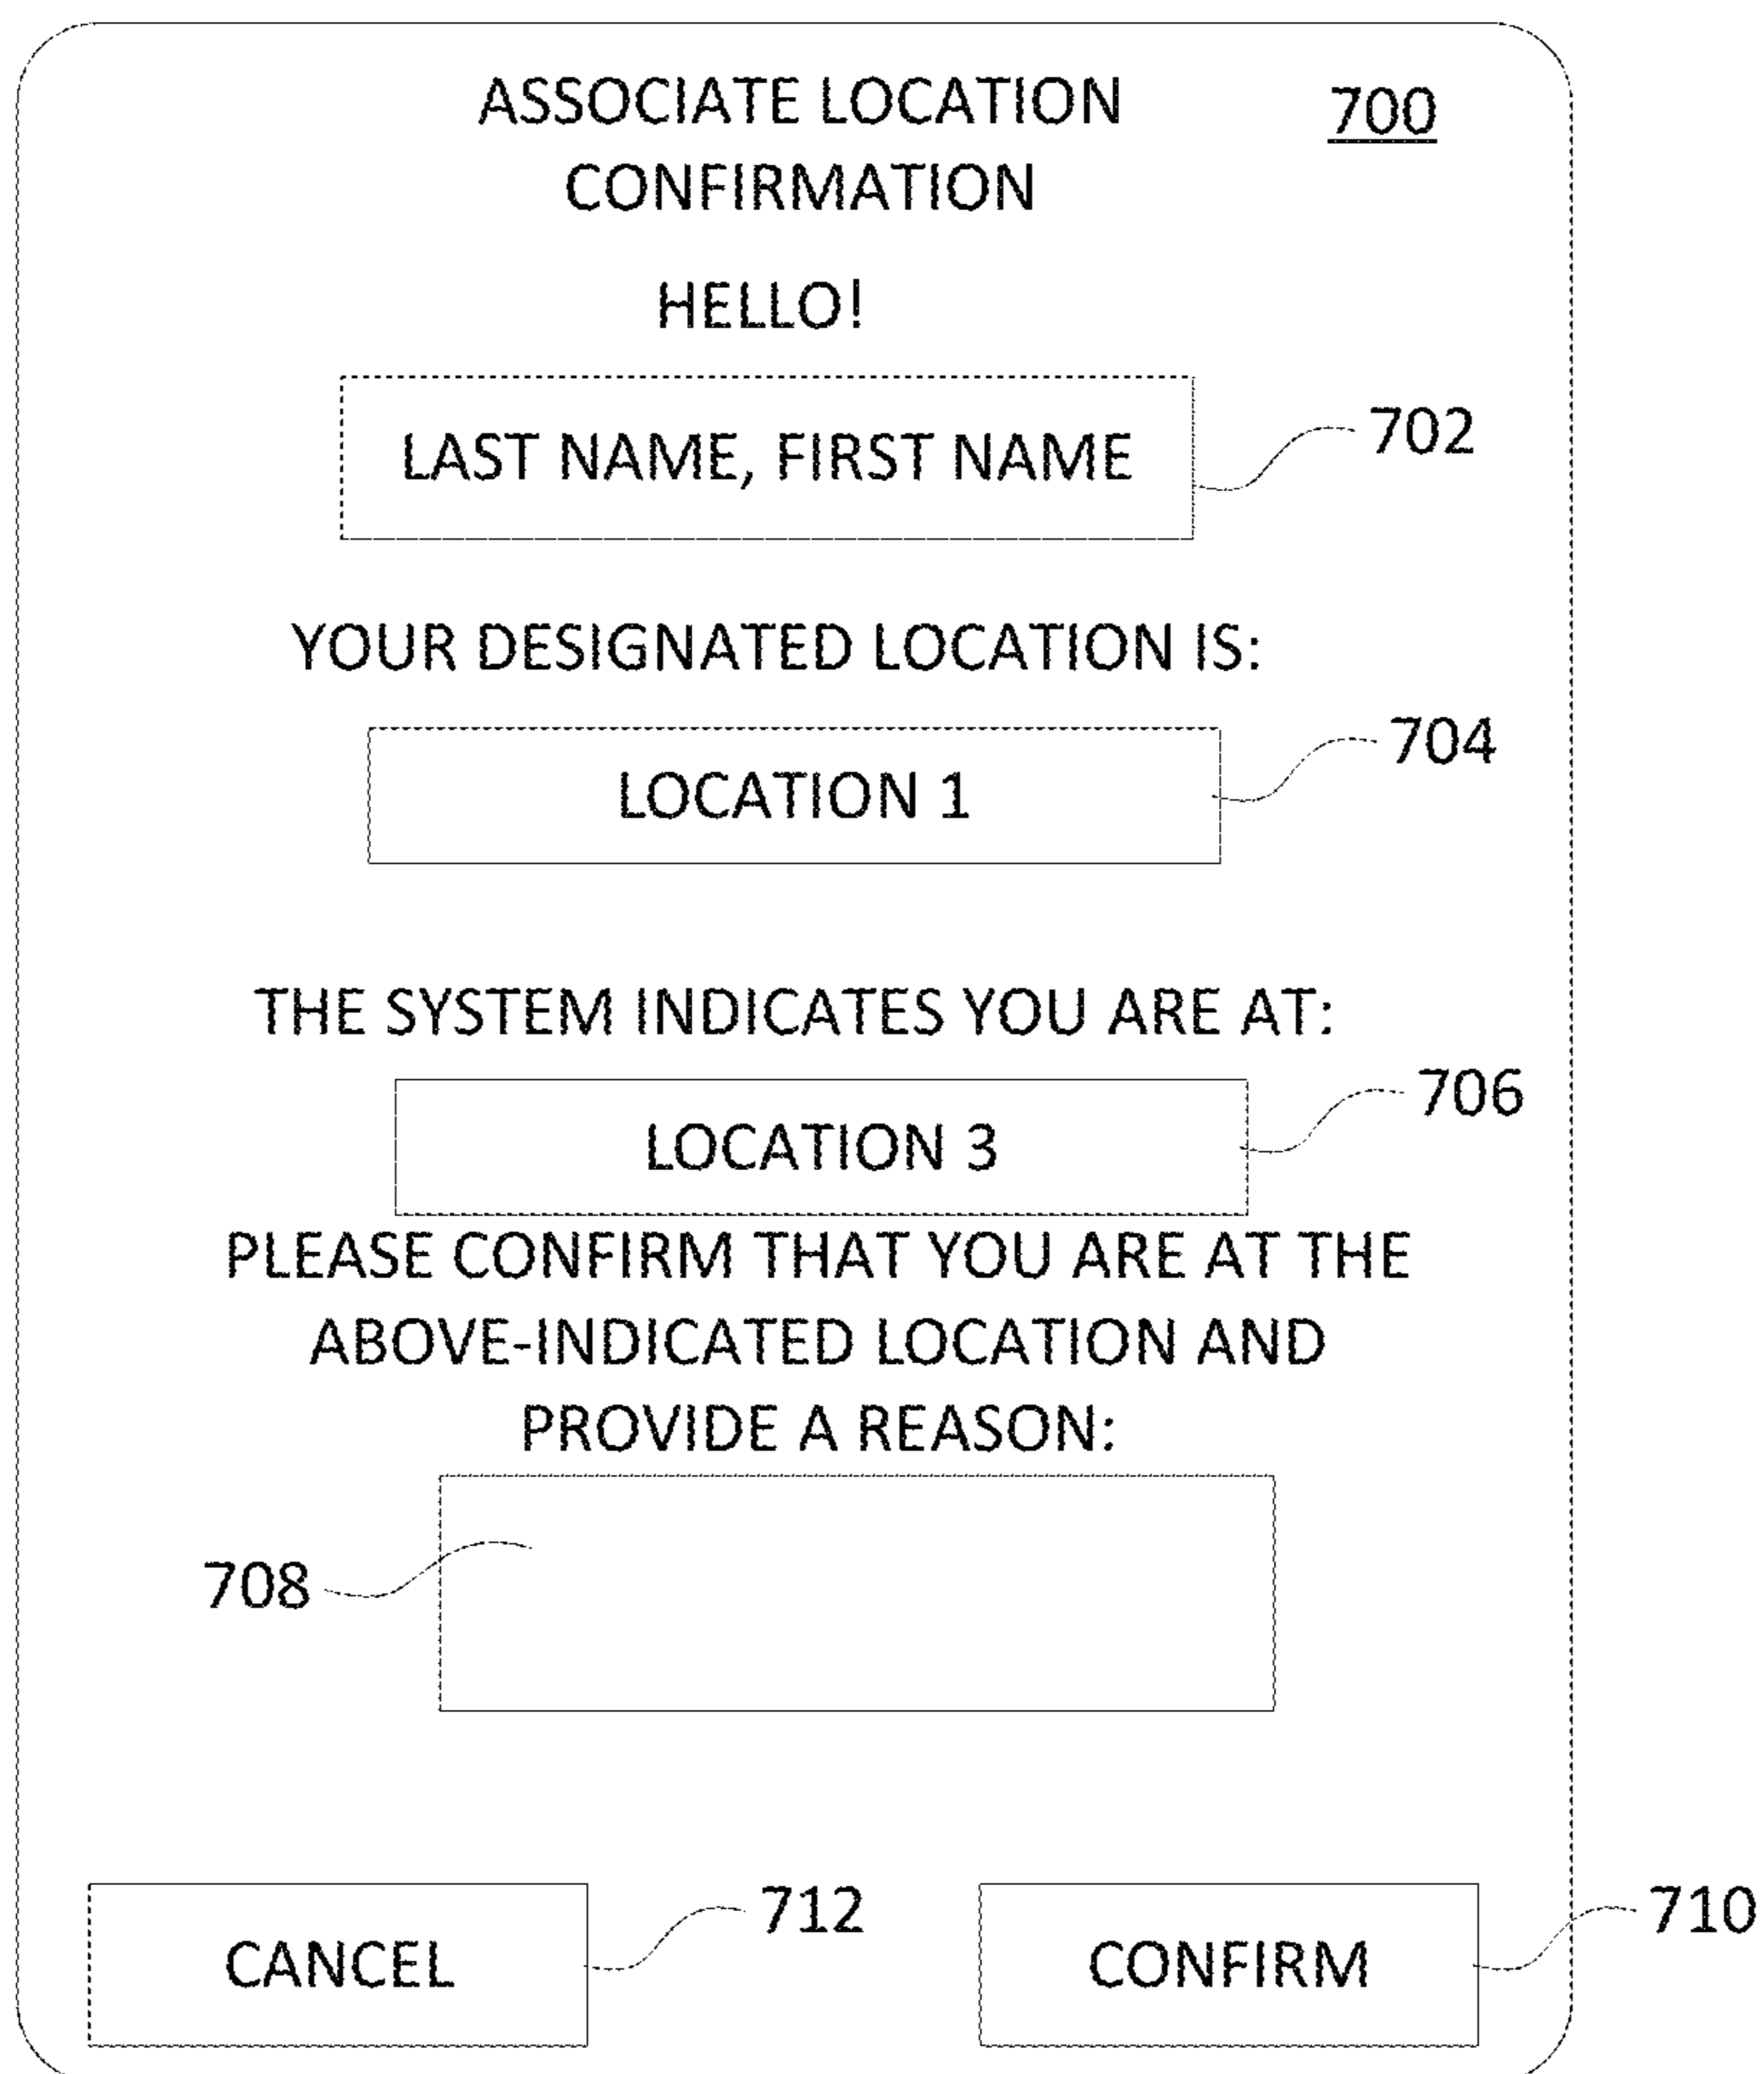 ASSOCIATE LOCATION
CONFIRMATION
700
HELLO!
LAST NAME, FIRST NAME
702
YOUR DESIGNATED LOCATION IS:
LOCATION 1
704
THE SYSTEM INDICATES YOU ARE AT:
LOCATION 3
706
PLEASE CONFIRM THAT YOU ARE AT THE
ABOVE-INDICATED LOCATION AND
PROVIDE A REASON:
708
CANCEL
712
CONFIRM
710